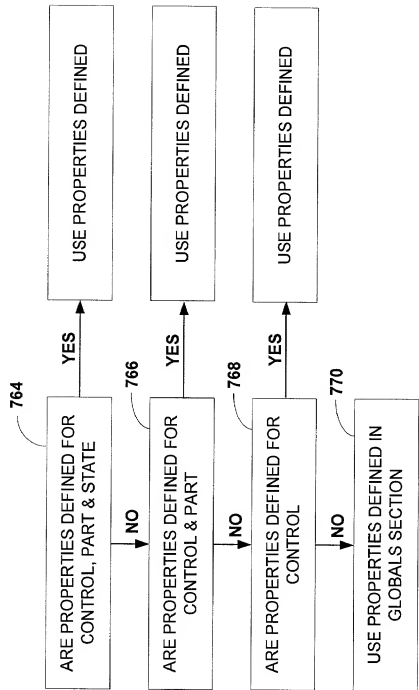 764
ARE PROPERTIES DEFINED FOR
CONTROL, PART & STATE
YES
USE PROPERTIES DEFINED
NO
766
ARE PROPERTIES DEFINED FOR
CONTROL & PART
YES
USE PROPERTIES DEFINED
NO
768
ARE PROPERTIES DEFINED FOR
CONTROL
YES
USE PROPERTIES DEFINED
NO
770
USE PROPERTIES DEFINED IN
GLOBALS SECTION